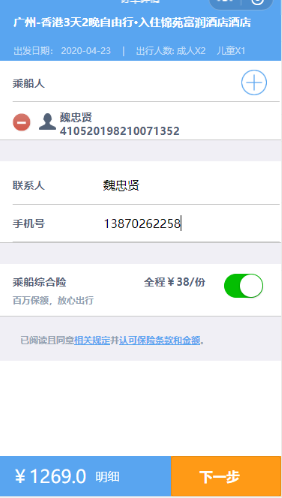 广州-香港3天2晚自由行•入住锦苑富润酒店酒店
出发日期： 2020-04-23 | 出行人数: 成人X2 儿童X1
乘船人
魏忠贤
410520198210071352
联系人 魏忠贤
手机号 13870262258
乘船综合险 全程￥38/份
百万保额，放心出行
已阅读且同意相关规定并认可保险条款和金额。
￥1269.0 明细 下一步